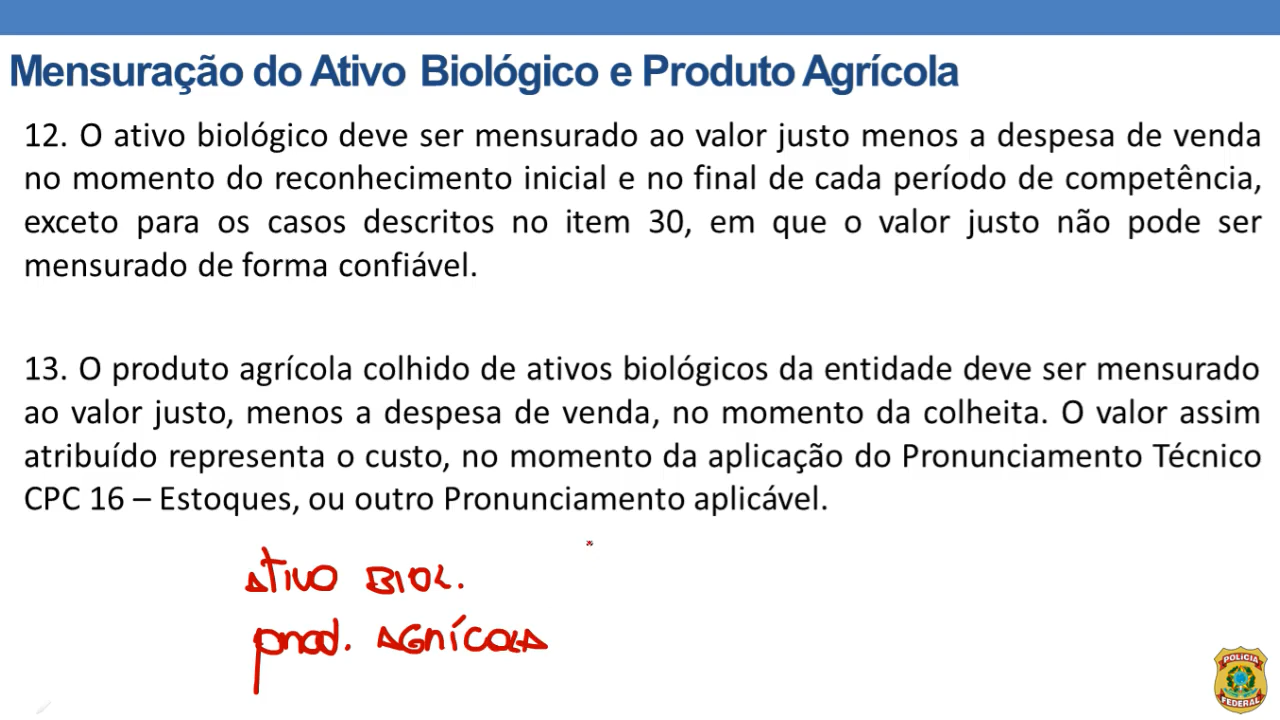 Mensuração do Ativo Biológico e Produto Agrícola
12. O ativo biológico deve ser mensurado ao valor justo menos a despesa de venda
no momento do reconhecimento inicial e no final de cada período de competência,
exceto para os casos descritos no item 30, em que o valor justo não pode ser
mensurado de forma confiável.
13. O produto agrícola colhido de ativos biológicos da entidade deve ser mensurado
ao valor justo, menos a despesa de venda, no momento da colheita. O valor assim
atribuído representa o custo, no momento da aplicação do Pronunciamento Técnico
CPC 16 – Estoques, ou outro Pronunciamento aplicável.
ATIVO BIOL.
prod. AGRÍCOLA
POLÍCIA
FEDERAL